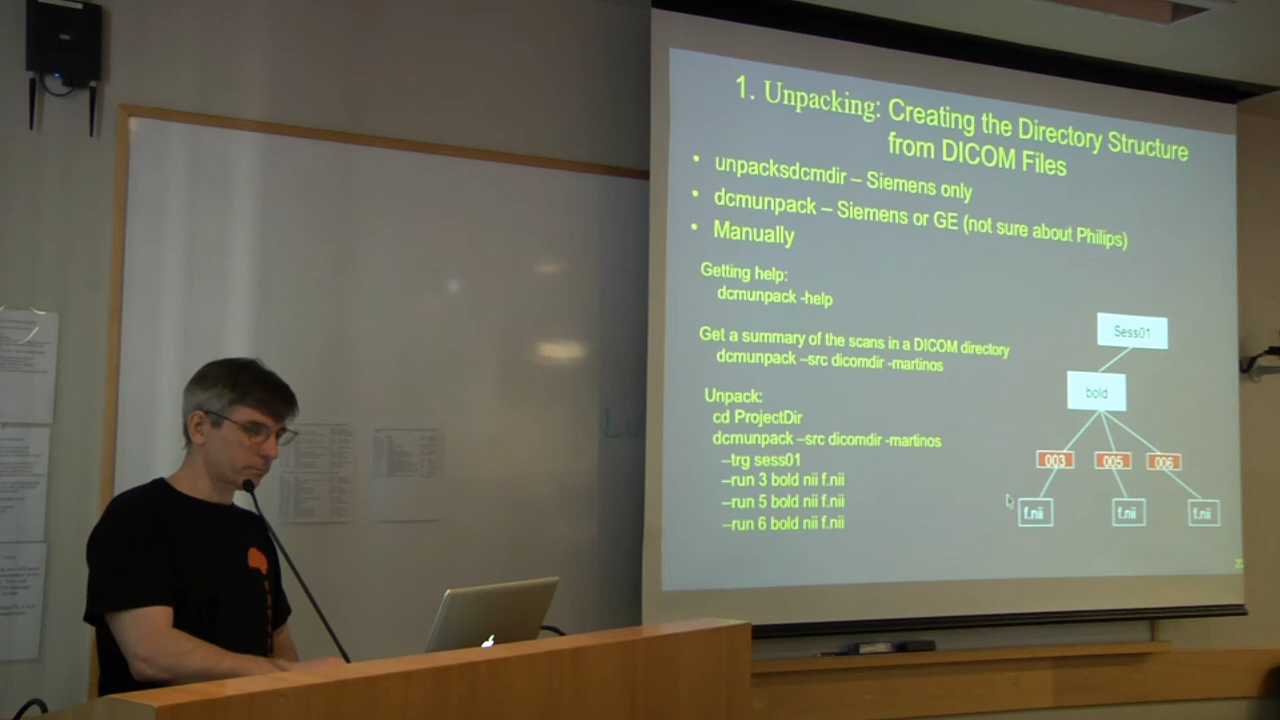 1. Unpacking: Creating the Directory Structure
from DICOM Files
• unpacksdcmdir – Siemens only
• dcmunpack – Siemens or GE (not sure about Philips)
• Manually
Getting help:
dcmunpack -help
Get a summary of the scans in a DICOM directory
dcmunpack –src dicomdir -martinos
Unpack:
cd ProjectDir
dcmunpack –src dicomdir -martinos
–trg sess01
–run 3 bold nii f.nii
–run 5 bold nii f.nii
–run 6 bold nii f.nii
Sess01
bold
003 005 006
f.nii f.nii f.nii